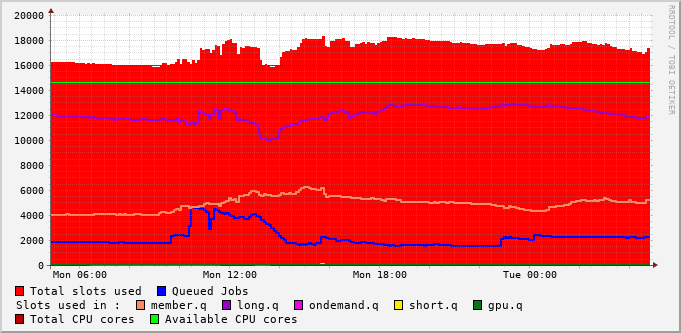 20000
18000
16000
14000
12000
10000
8000
6000
4000
2000
0
Mon 06:00 Mon 12:00 Mon 18:00 Tue 00:00
Total slots used Queued Jobs
Slots used in : member.q long.q ondemand.q short.q gpu.q
Total CPU cores Available CPU cores
RRDTOOL / TOBI OETIKER